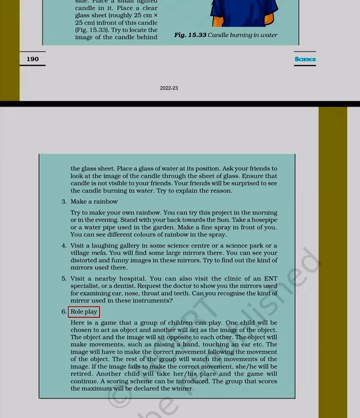 side. Place a small lighted
candle in it. Place a clear
glass sheet (roughly 25 cm ×
25 cm) infront of this candle
(Fig. 15.33). Try to locate the
image of the candle behind
Fig. 15.33 Candle burning in water
190
SCIENCE
2022-23
the glass sheet. Place a glass of water at its position. Ask your friends to
look at the image of the candle through the sheet of glass. Ensure that
candle is not visible to your friends. Your friends will be surprised to see
the candle burning in water. Try to explain the reason.
3. Make a rainbow
Try to make your own rainbow. You can try this project in the morning
or in the evening. Stand with your back towards the Sun. Take a hosepipe
or a water pipe used in the garden. Make a fine spray in front of you.
You can see different colours of rainbow in the spray.
4. Visit a laughing gallery in some science centre or a science park or a
village mela. You will find some large mirrors there. You can see your
distorted and funny images in these mirrors. Try to find out the kind of
mirrors used there.
5. Visit a nearby hospital. You can also visit the clinic of an ENT
specialist, or a dentist. Request the doctor to show you the mirrors used
for examining ear, nose, throat and teeth. Can you recognise the kind of
mirror used in these instruments?
6. Role play
Here is a game that a group of children can play. One child will be
chosen to act as object and another will act as the image of the object.
The object and the image will sit opposite to each other. The object will
make movements, such as raising a hand, touching an ear etc. The
image will have to make the correct movement following the movement
of the object. The rest of the group will watch the movements of the
image. If the image fails to make the correct movement, she/he will be
retired. Another child will take her/his place and the game will
continue. A scoring scheme can be introduced. The group that scores
the maximum will be declared the winner.